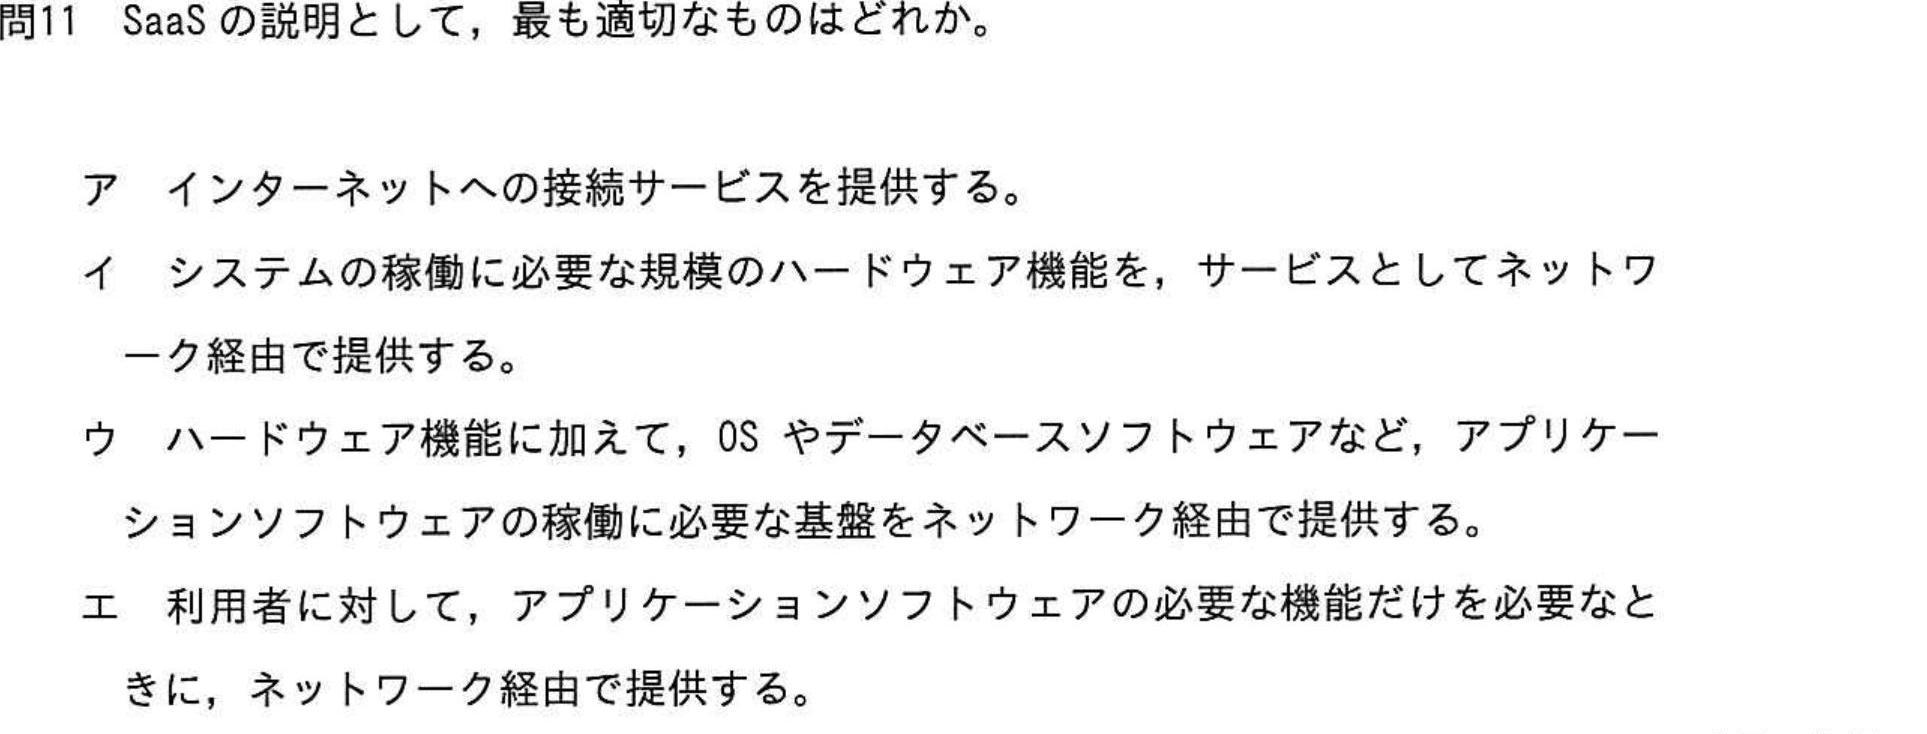 問11　SaaS の説明として，最も適切なものはどれか。
ア　インターネットへの接続サービスを提供する。
イ　システムの稼働に必要な規模のハードウェア機能を，サービスとしてネットワ
ーク経由で提供する。
ウ　ハードウェア機能に加えて，OS やデータベースソフトウェアなど，アプリケー
ションソフトウェアの稼働に必要な基盤をネットワーク経由で提供する。
エ　利用者に対して，アプリケーションソフトウェアの必要な機能だけを必要なと
きに，ネットワーク経由で提供する。